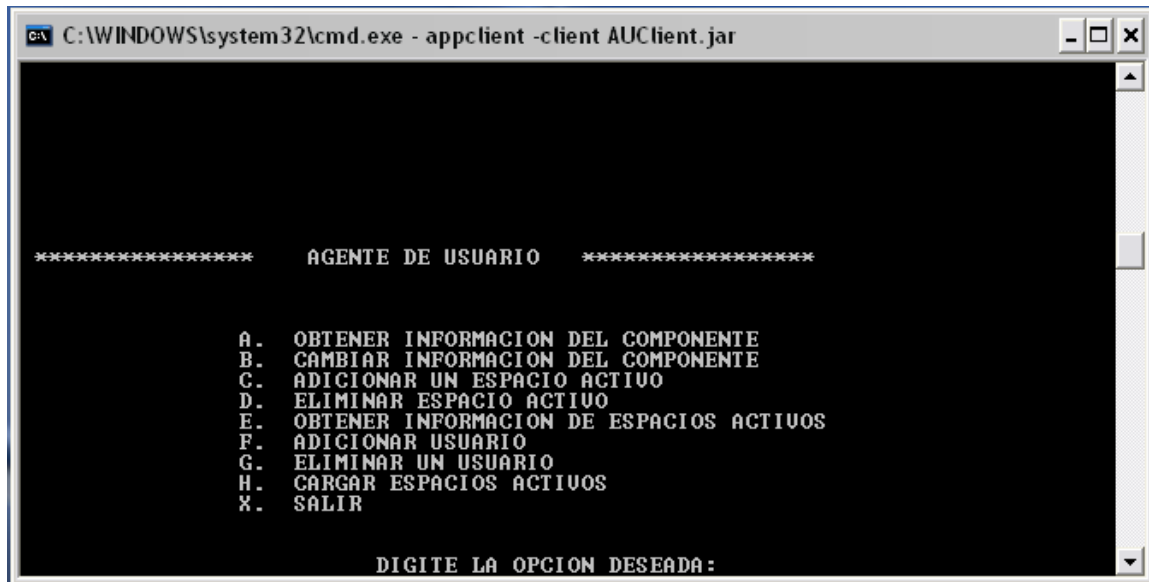 C:\WINDOWS\system32\cmd.exe - appclient -client AUClient.jar
**************** AGENTE DE USUARIO *****************
A. OBTENER INFORMACION DEL COMPONENTE
B. CAMBIAR INFORMACION DEL COMPONENTE
C. ADICIONAR UN ESPACIO ACTIVO
D. ELIMINAR ESPACIO ACTIVO
E. OBTENER INFORMACION DE ESPACIOS ACTIVOS
F. ADICIONAR USUARIO
G. ELIMINAR UN USUARIO
H. CARGAR ESPACIOS ACTIVOS
X. SALIR
DIGITE LA OPCION DESEADA: